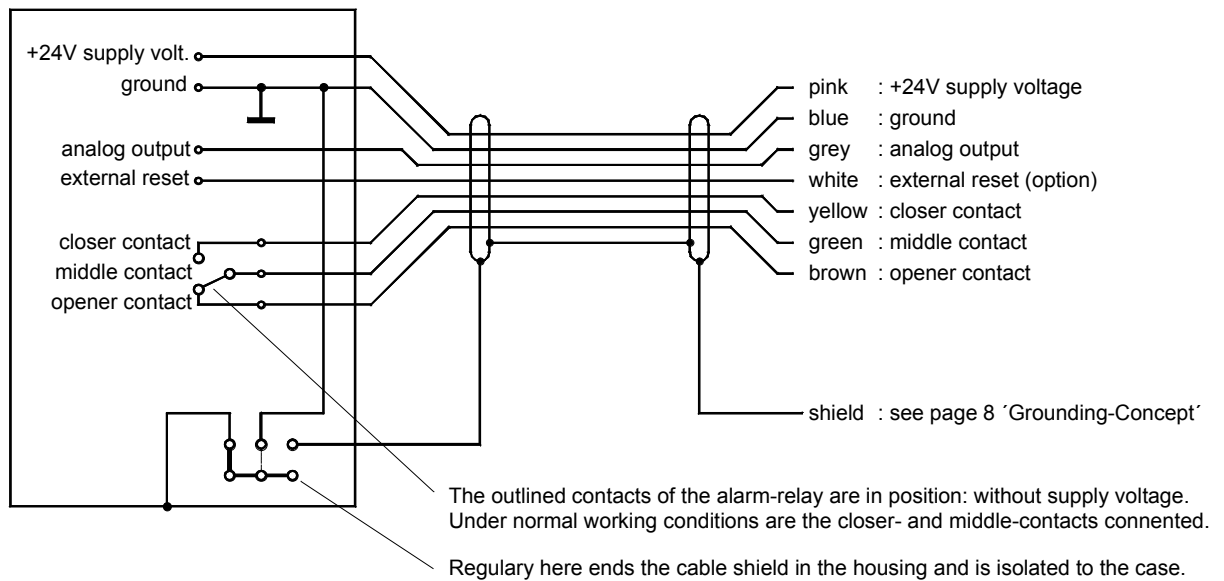 +24V supply volt.
ground
analog output
external reset
closer contact
middle contact
opener contact
pink : +24V supply voltage
blue : ground
grey : analog output
white : external reset (option)
yellow : closer contact
green : middle contact
brown : opener contact
shield : see page 8 ´Grounding-Concept´
The outlined contacts of the alarm-relay are in position: without supply voltage.
Under normal working conditions are the closer- and middle-contacts connented.
Regulary here ends the cable shield in the housing and is isolated to the case.